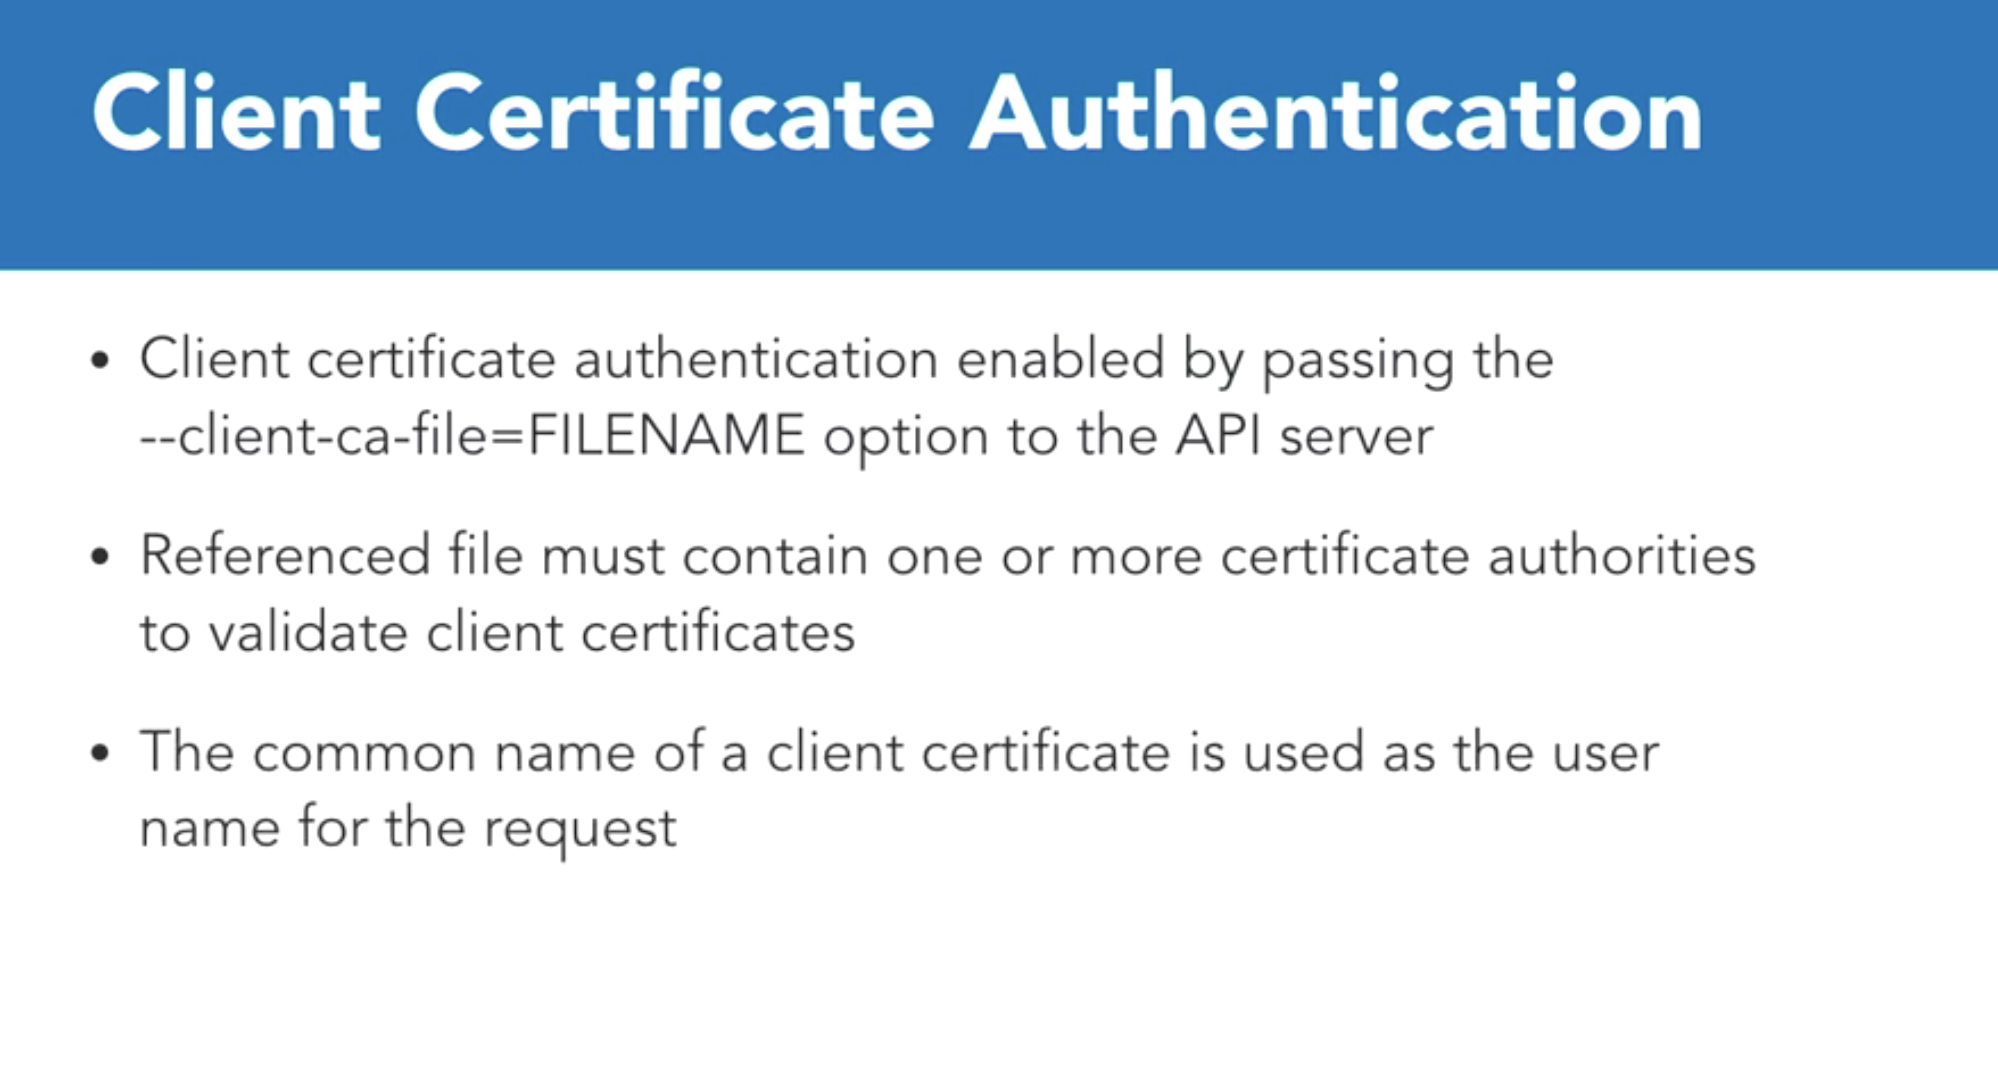 Client Certificate Authentication
• Client certificate authentication enabled by passing the
--client-ca-file=FILENAME option to the API server
• Referenced file must contain one or more certificate authorities
to validate client certificates
• The common name of a client certificate is used as the user
name for the request